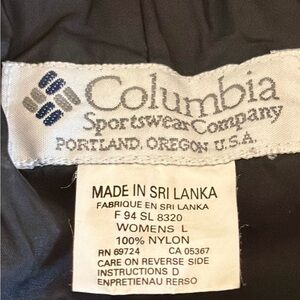 Columbia
Sportswear Company
PORTLAND, OREGON U.S.A.
MADE IN SRI LANKA
FABRIQUE EN SRI LANKA
F 94 SL 8320
WOMENS L
100% NYLON
RN 69724 CA 05367
CARE ON REVERSE SIDE
INSTRUCTIONS D
ENPRETIENAU RERSO